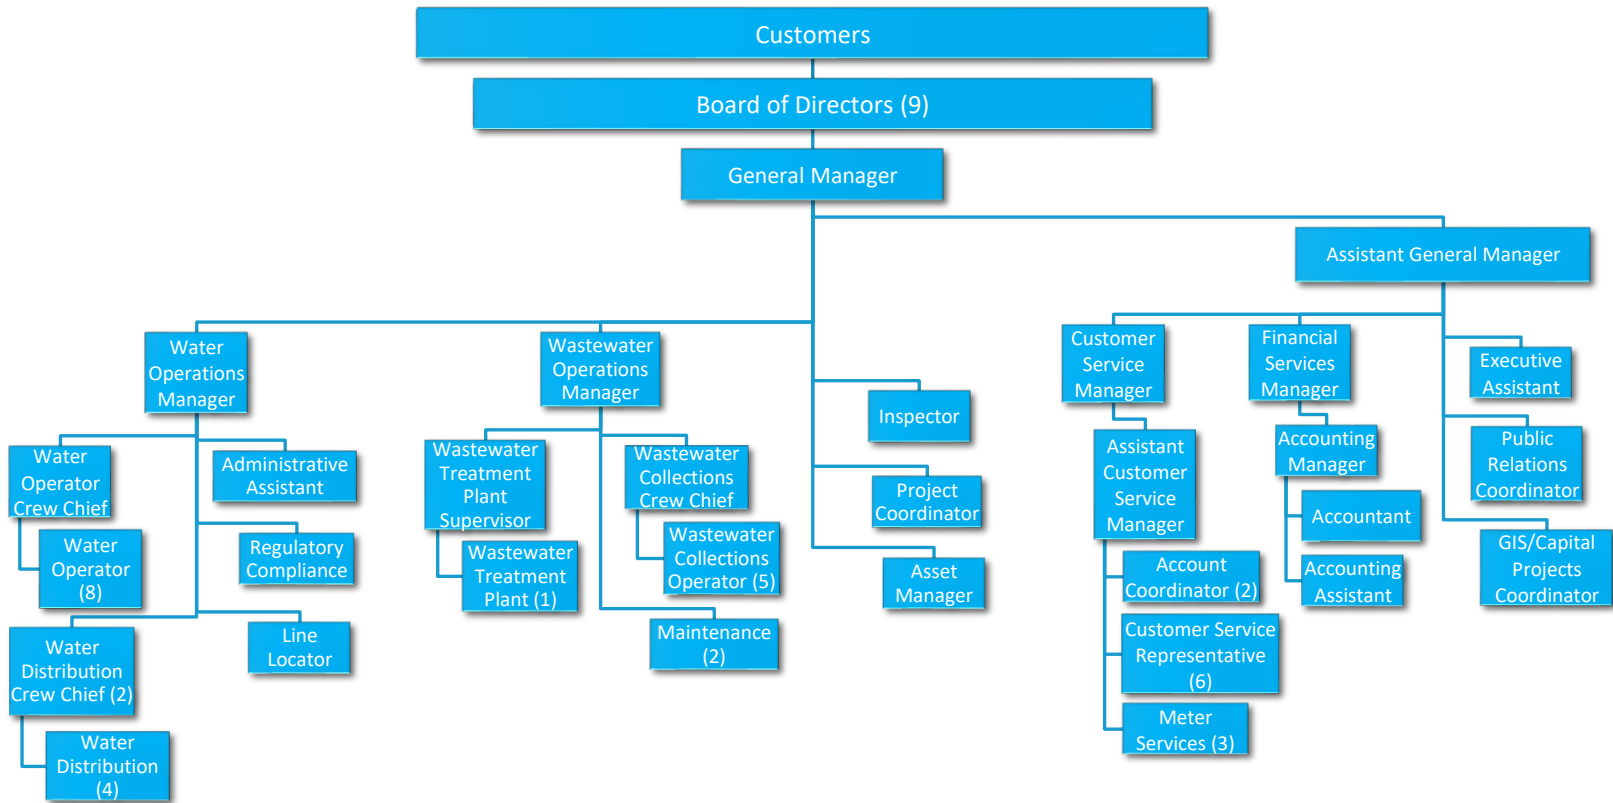 Customers
Board of Directors (9)
General Manager
Assistant General Manager
Water
Operations
Manager
Water
Operator
Crew Chief
Water
Operator
(8)
Water
Distribution
Crew Chief (2)
Water
Distribution
(4)
Administrative
Assistant
Regulatory
Compliance
Line
Locator
Wastewater
Operations
Manager
Wastewater
Treatment
Plant
Supervisor
Wastewater
Treatment
Plant (1)
Wastewater
Collections
Crew Chief
Wastewater
Collections
Operator (5)
Maintenance
(2)
Inspector
Project
Coordinator
Asset
Manager
Customer
Service
Manager
Assistant
Customer
Service
Manager
Account
Coordinator (2)
Customer Service
Representative
(6)
Meter
Services (3)
Financial
Services
Manager
Accounting
Manager
Accountant
Accounting
Assistant
Executive
Assistant
Public
Relations
Coordinator
GIS/Capital
Projects
Coordinator